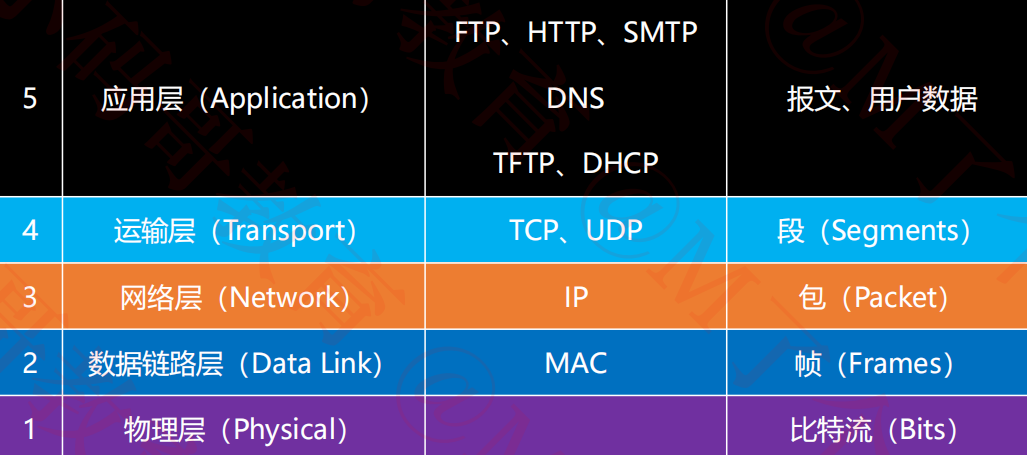 FTP、HTTP、SMTP
5 应用层（Application） DNS 报文、用户数据
TFTP、DHCP
4 运输层（Transport） TCP、UDP 段（Segments）
3 网络层（Network） IP 包（Packet）
2 数据链路层（Data Link） MAC 帧（Frames）
1 物理层（Physical） 比特流（Bits）